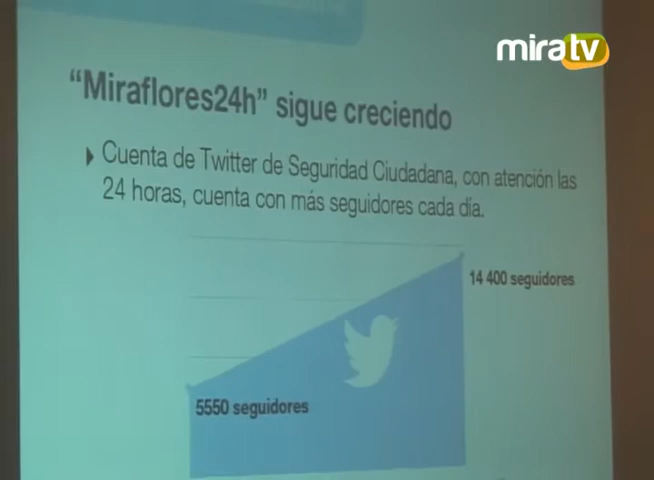 miratv
“Miraflores24h” sigue creciendo
Cuenta de Twitter de Seguridad Ciudadana, con atención las
24 horas, cuenta con más seguidores cada día.
14 400 seguidores
5550 seguidores